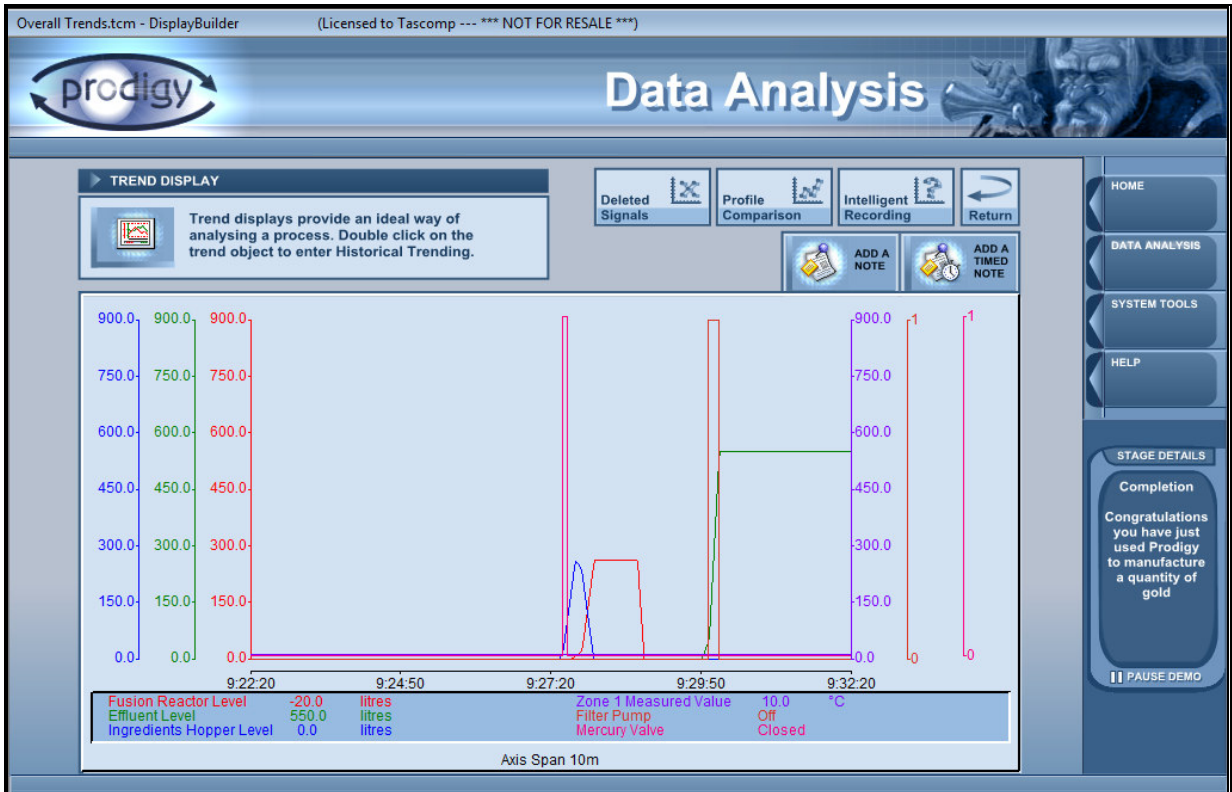 Overall Trends.tcm - DisplayBuilder (Licensed to Tascomp --- *** NOT FOR RESALE ***)
prodigy
Data Analysis
TREND DISPLAY
Trend displays provide an ideal way of
analysing a process. Double click on the
trend object to enter Historical Trending.
Deleted
Signals
Profile
Comparison
Intelligent
Recording
Return
ADD A
NOTE
ADD A
TIMED
NOTE
HOME
DATA ANALYSIS
SYSTEM TOOLS
HELP
STAGE DETAILS
Completion
Congratulations
you have just
used Prodigy
to manufacture
a quantity of
gold
PAUSE DEMO
900.0 900.0 900.0 900.0 1 1
750.0 750.0 750.0 750.0
600.0 600.0 600.0 600.0
450.0 450.0 450.0 450.0
300.0 300.0 300.0 300.0
150.0 150.0 150.0 150.0
0.0 0.0 0.0 0.0 0 0
9:22:20 9:24:50 9:27:20 9:29:50 9:32:20
Fusion Reactor Level -20.0 litres Zone 1 Measured Value 10.0 °C
Effluent Level 550.0 litres Filter Pump Off
Ingredients Hopper Level 0.0 litres Mercury Valve Closed
Axis Span 10m